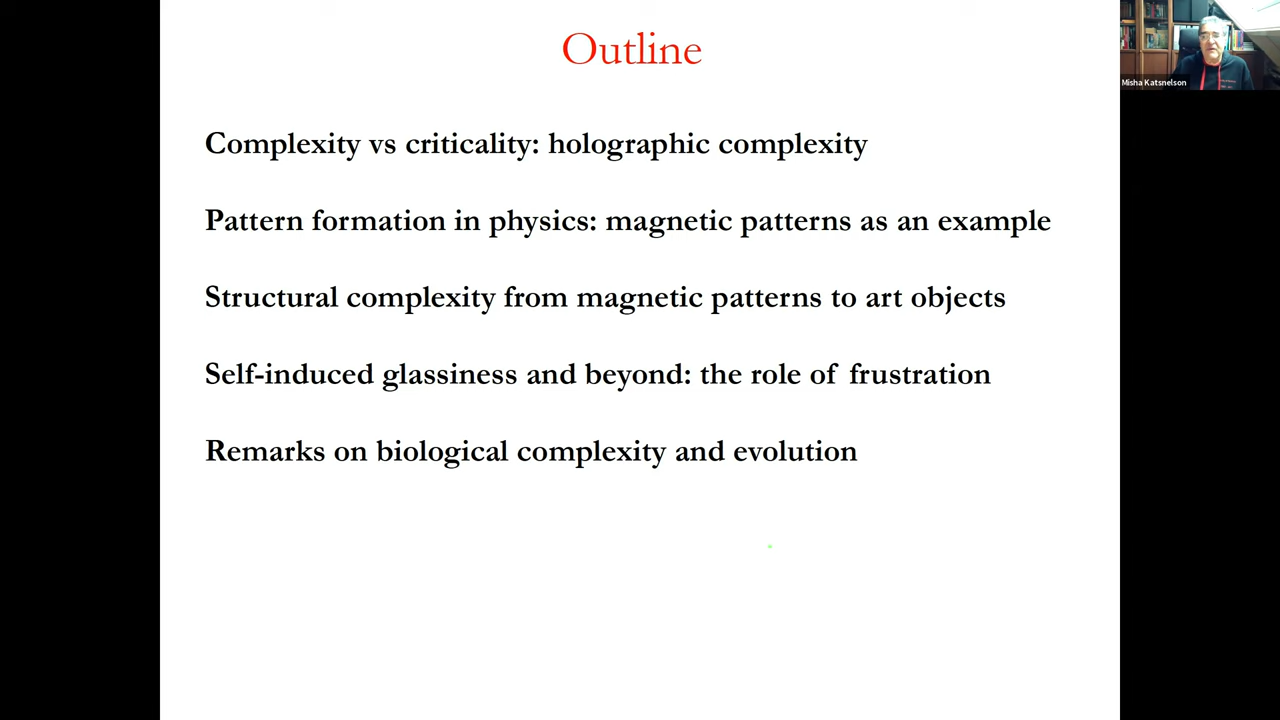 Outline
Misha Katsnelson
Complexity vs criticality: holographic complexity
Pattern formation in physics: magnetic patterns as an example
Structural complexity from magnetic patterns to art objects
Self-induced glassiness and beyond: the role of frustration
Remarks on biological complexity and evolution